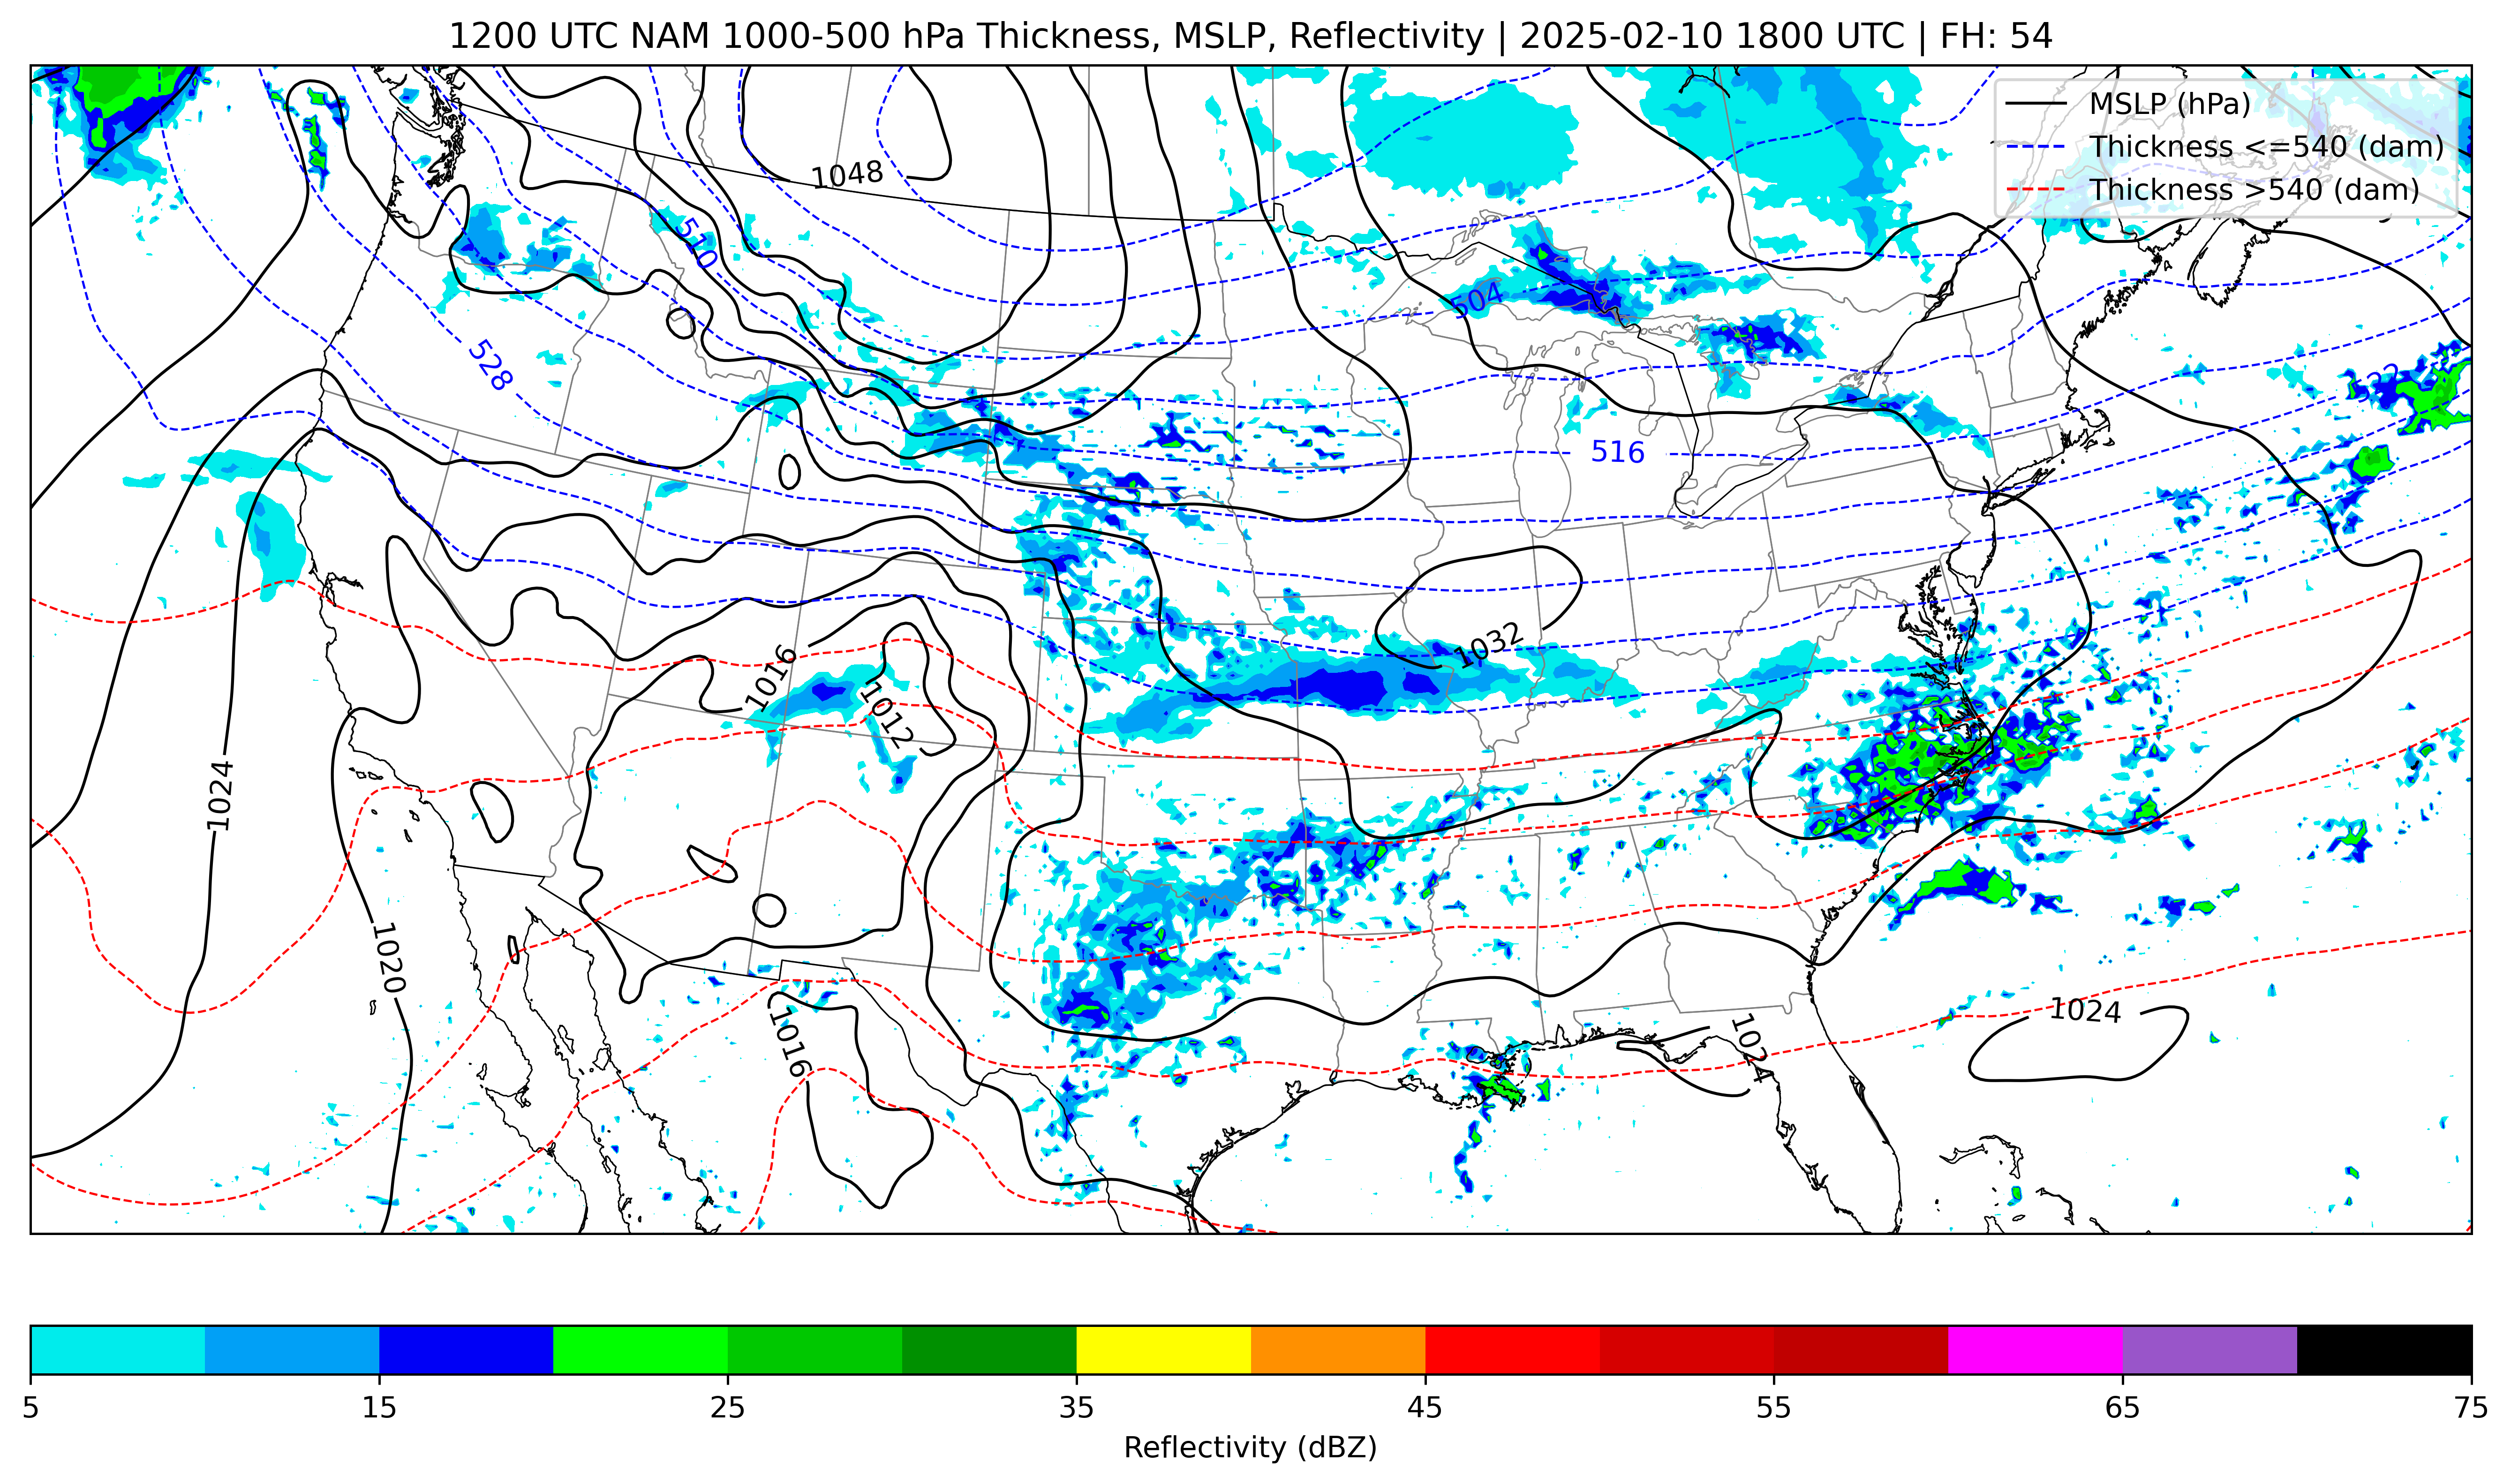 1200 UTC NAM 1000-500 hPa Thickness, MSLP, Reflectivity | 2025-02-10 1800 UTC | FH: 54
MSLP (hPa)
Thickness <=540 (dam)
Thickness >540 (dam)
1048
510
504
528
522
516
1032
1016
1012
1024
1020
1016
1024
1024
5 15 25 35 45 55 65 75
Reflectivity (dBZ)